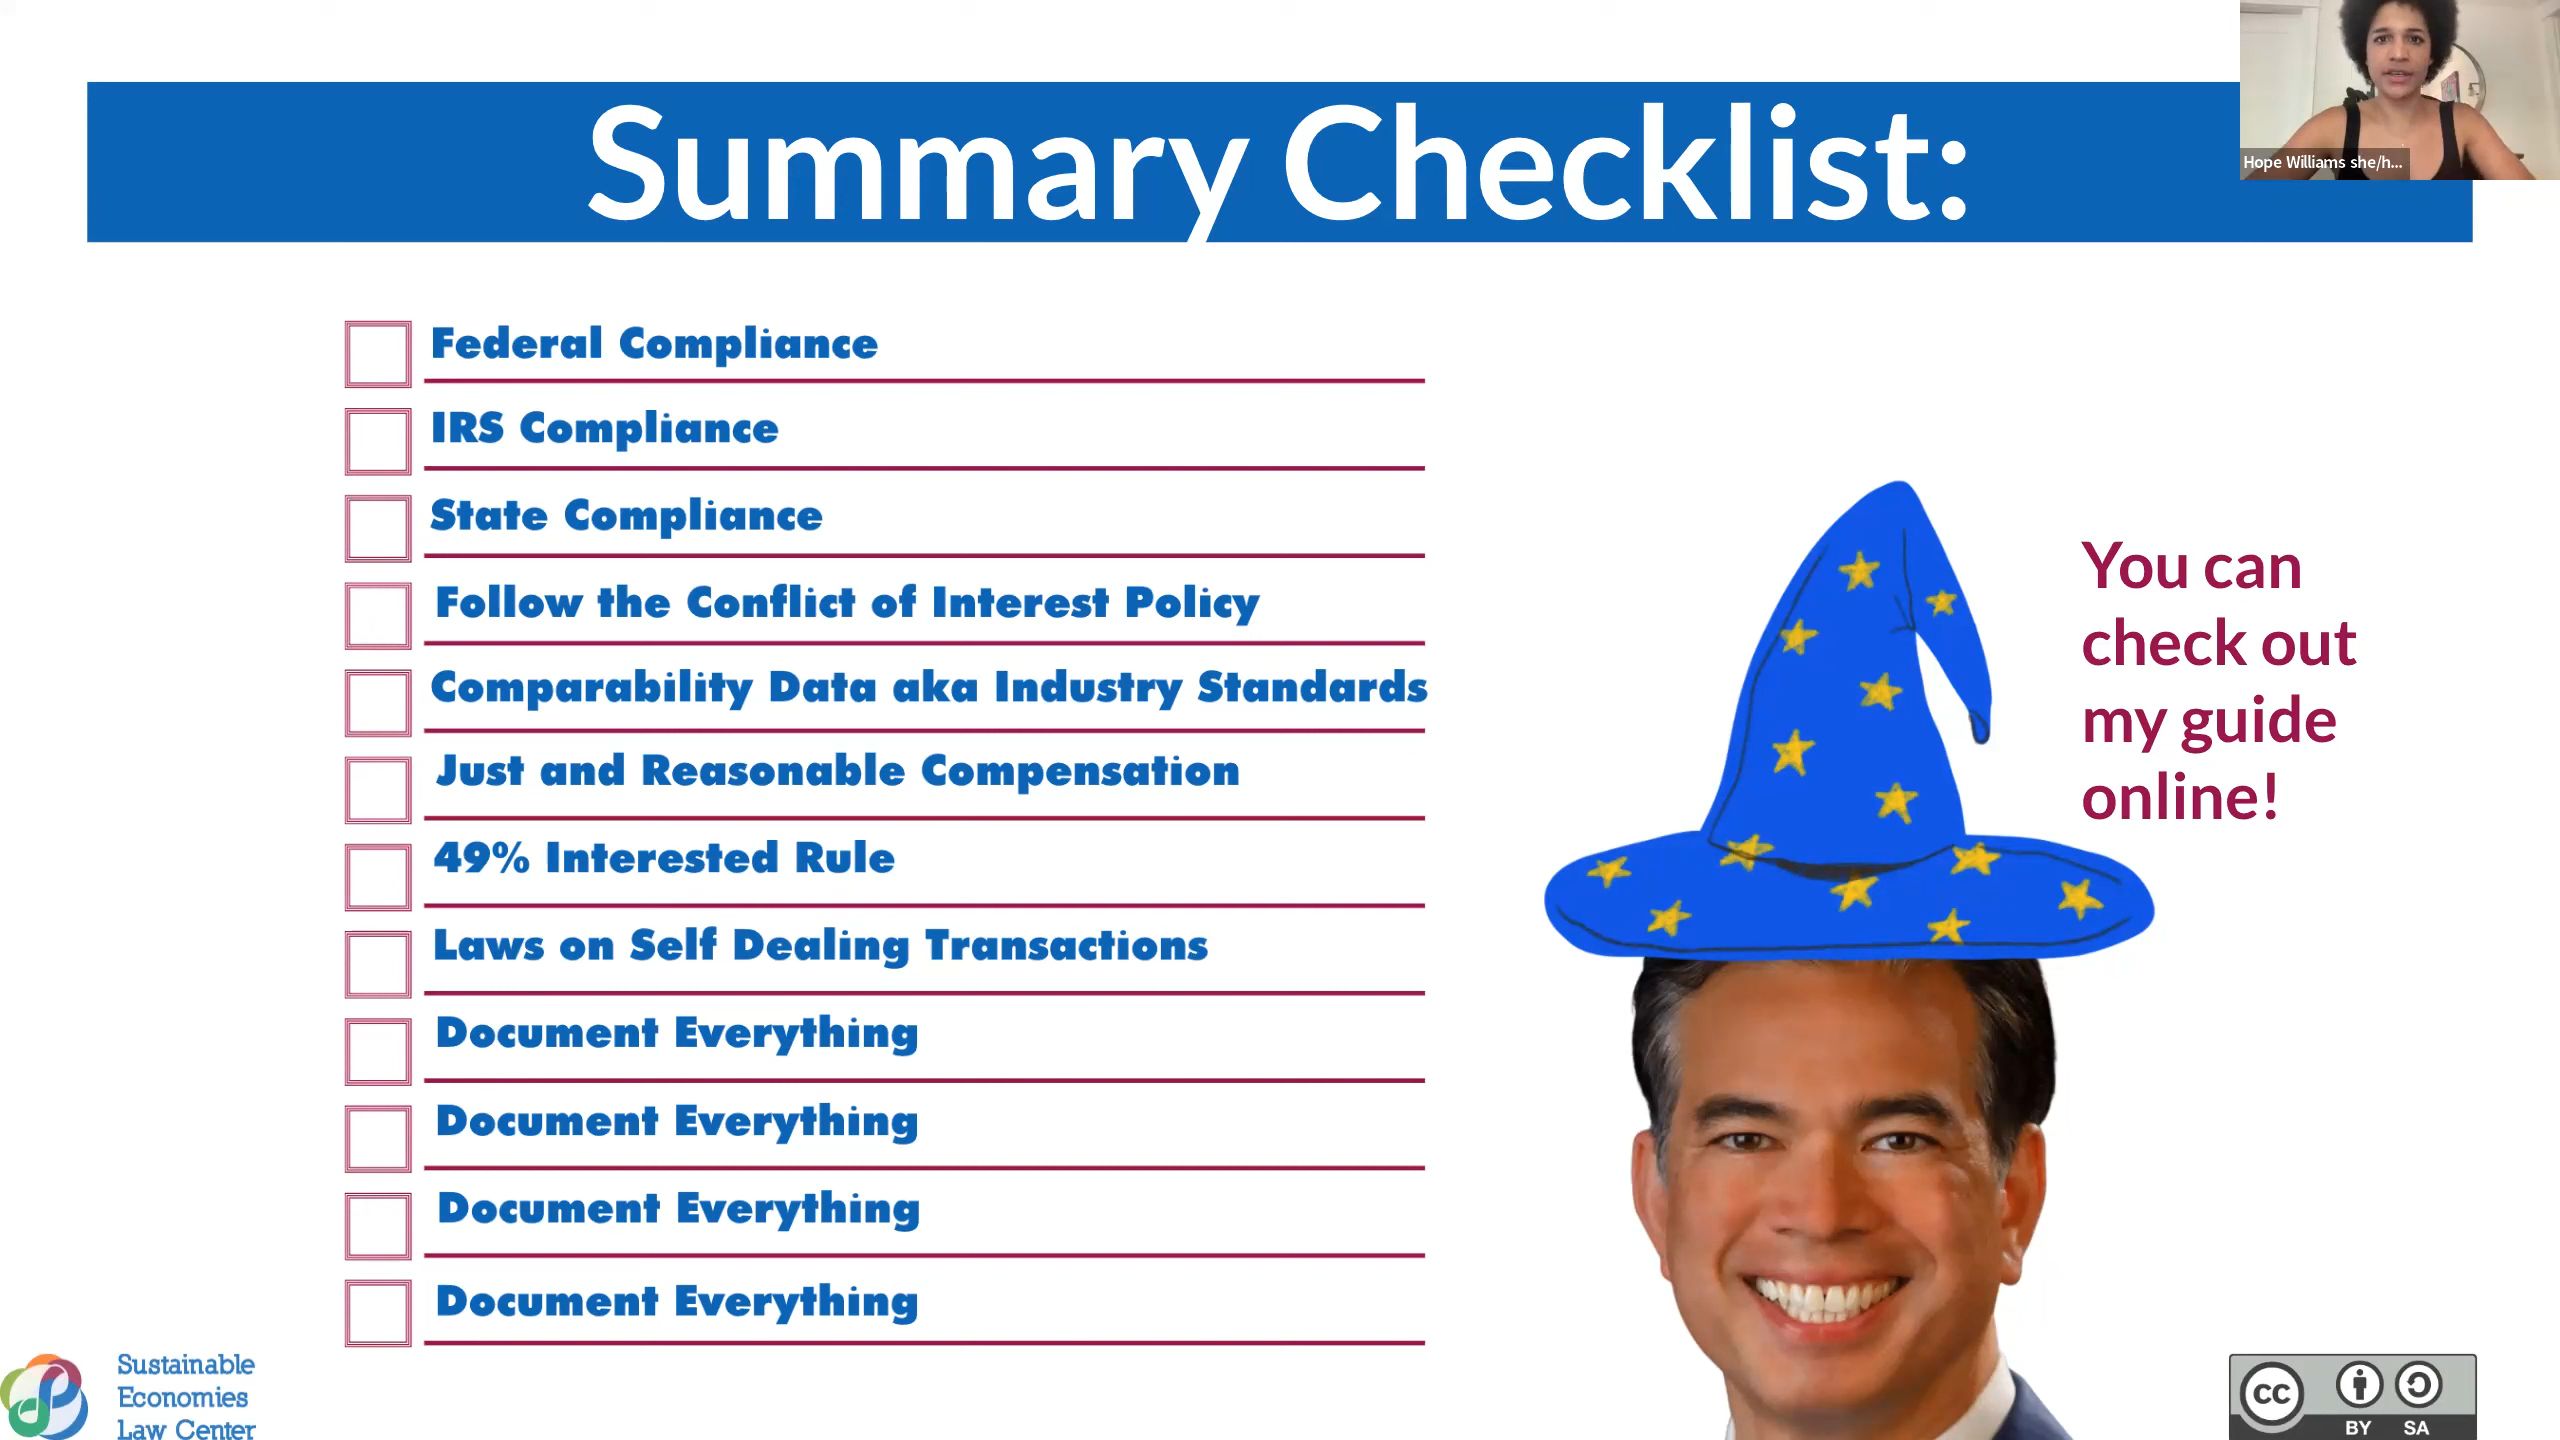 Summary Checklist:
Hope Williams she/h...
Federal Compliance
IRS Compliance
State Compliance
Follow the Conflict of Interest Policy
Comparability Data aka Industry Standards
Just and Reasonable Compensation
49% Interested Rule
Laws on Self Dealing Transactions
Document Everything
Document Everything
Document Everything
Document Everything
You can
check out
my guide
online!
Sustainable
Economies
Law Center
CC
BY SA